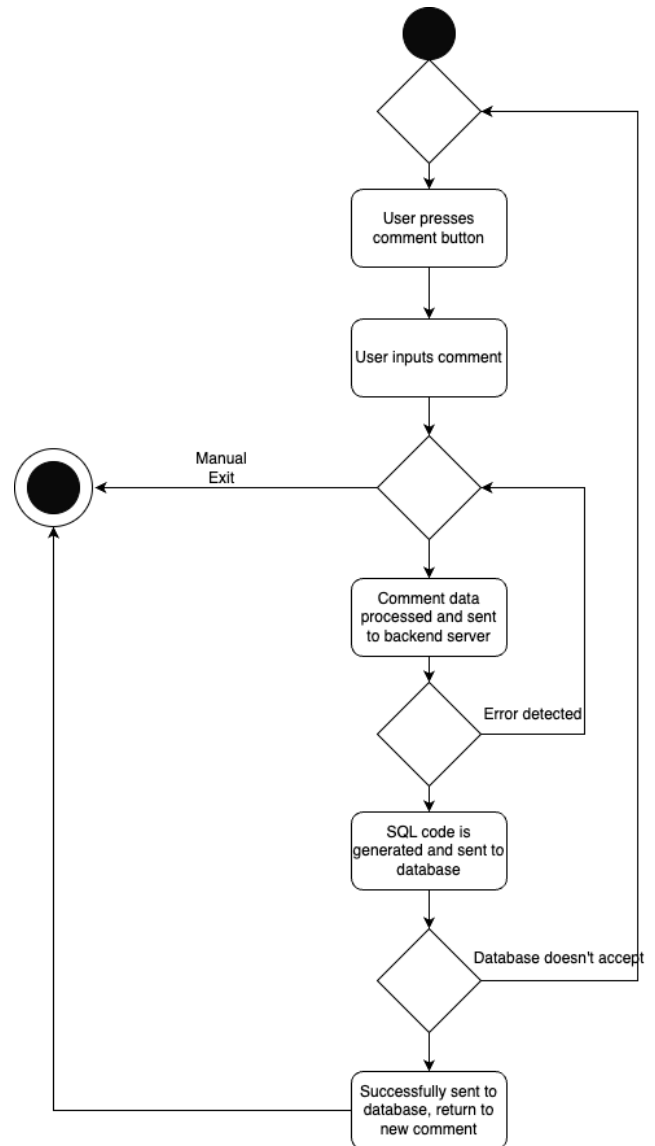 User presses
comment button
User inputs comment
Manual
Exit
Comment data
processed and sent
to backend server
Error detected
SQL code is
generated and sent to
database
Database doesn't accept
Successfully sent to
database, return to
new comment